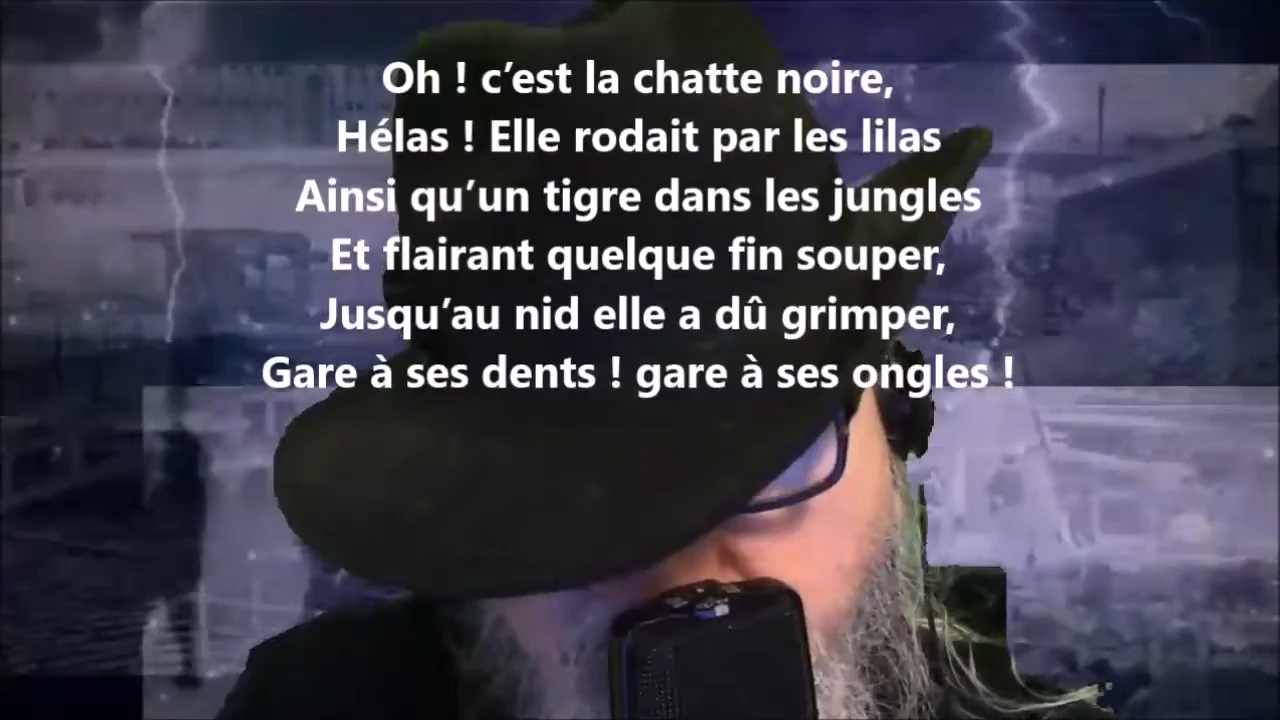 Oh ! c’est la chatte noire,
Hélas ! Elle rodait par les lilas
Ainsi qu’un tigre dans les jungles
Et flairant quelque fin souper,
Jusqu’au nid elle a dû grimper,
Gare à ses dents ! gare à ses ongles !